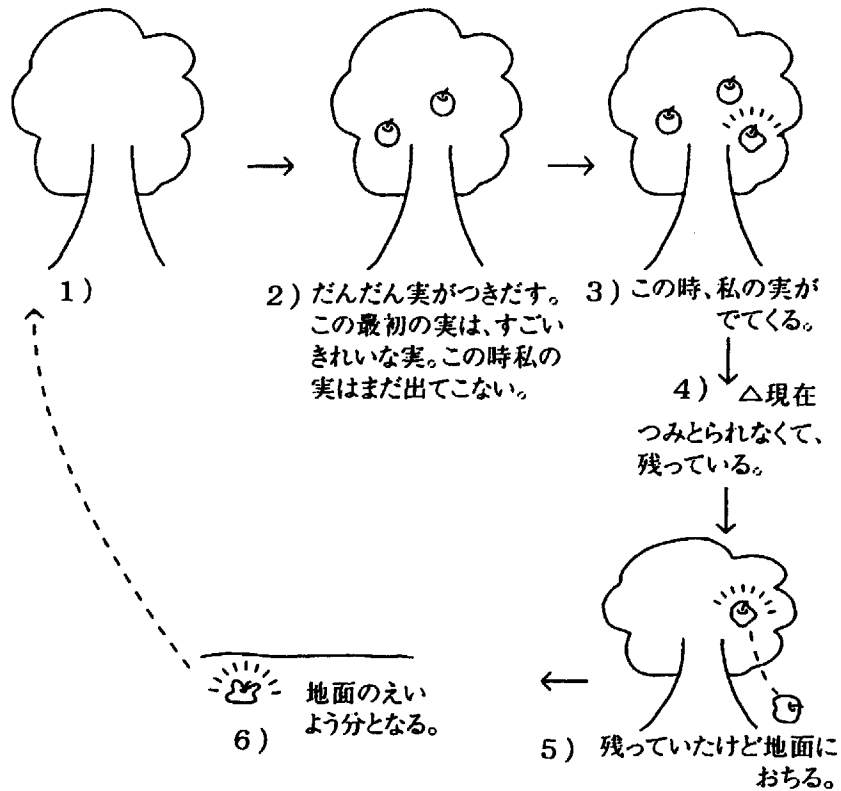 1)
2) だんだん実がつきだす。
この最初の実は、すごい
きれいな実。この時私の
実はまだ出てこない。
3) この時、私の実が
でてくる。
4) △現在
つみとられなくて、
残っている。
5) 残っていたけど地面に
おちる。
6) 地面のえい
よう分となる。